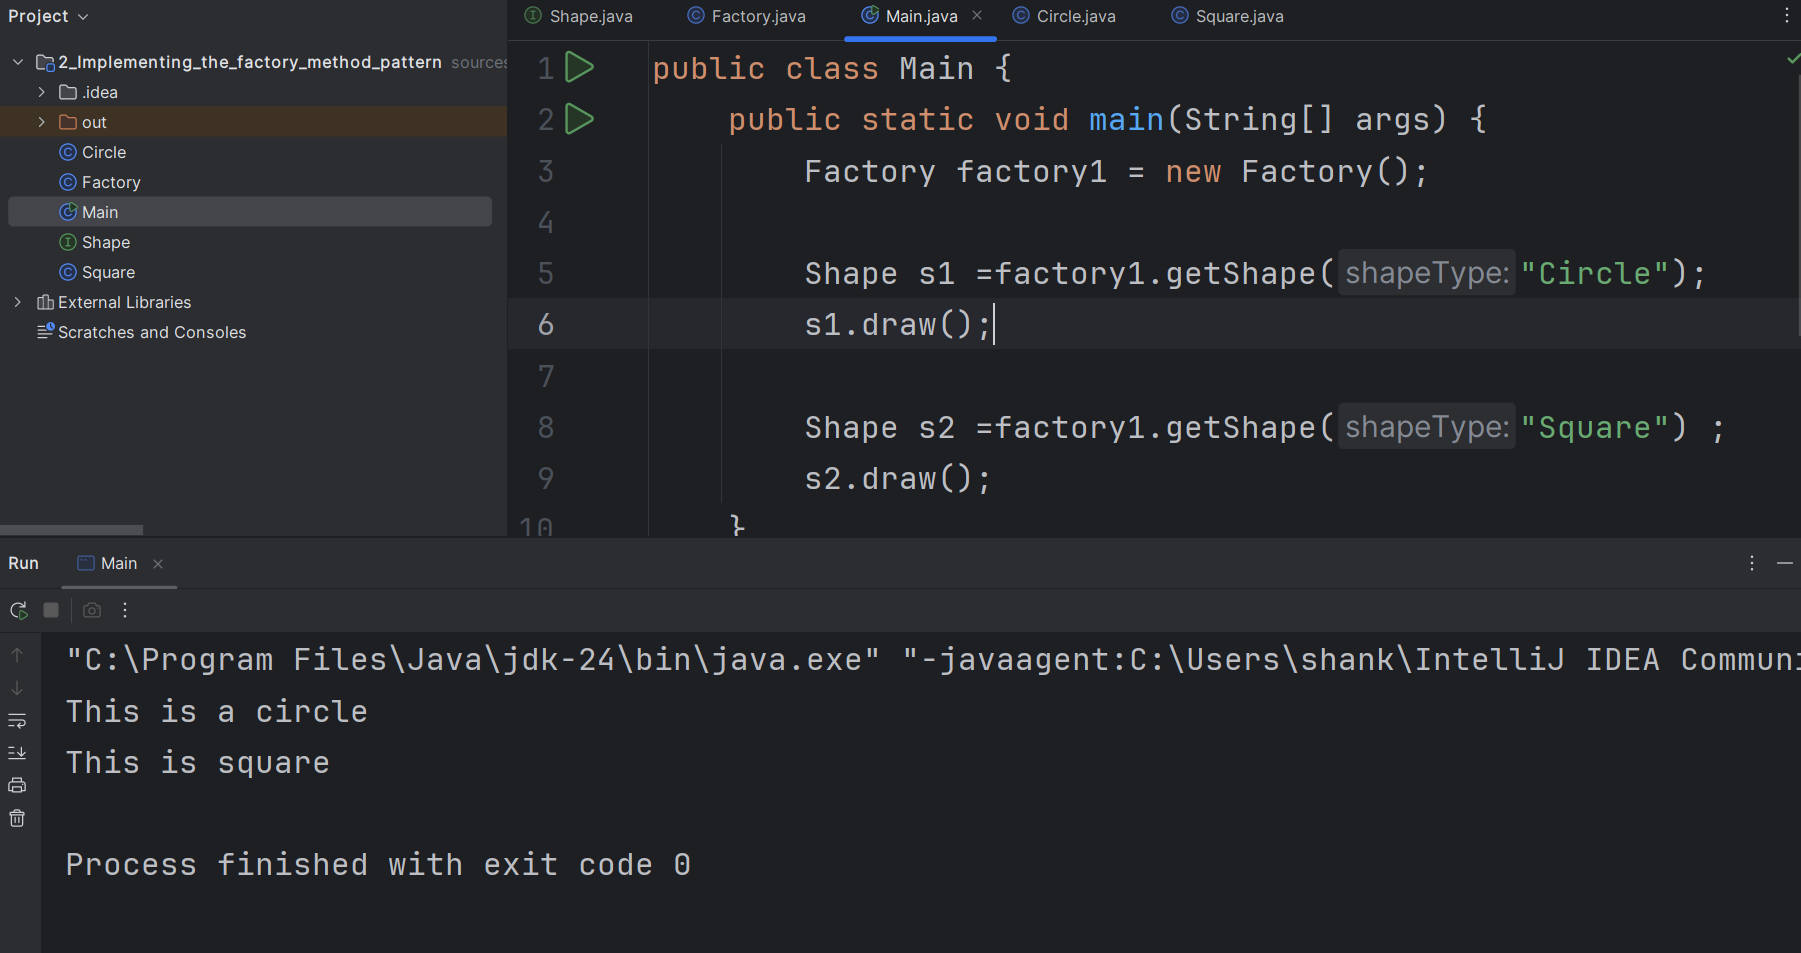 Project
2_Implementing_the_factory_method_pattern sources
.idea
out
Circle
Factory
Main
Shape
Square
External Libraries
Scratches and Consoles
Shape.java Factory.java Main.java Circle.java Square.java
1 public class Main {
2 public static void main(String[] args) {
3 Factory factory1 = new Factory();
4
5 Shape s1 =factory1.getShape( shapeType: "Circle");
6 s1.draw();
7
8 Shape s2 =factory1.getShape( shapeType: "Square") ;
9 s2.draw();
10 }
Run Main
"C:\Program Files\Java\jdk-24\bin\java.exe" "-javaagent:C:\Users\shank\IntelliJ IDEA Communi
This is a circle
This is square
Process finished with exit code 0